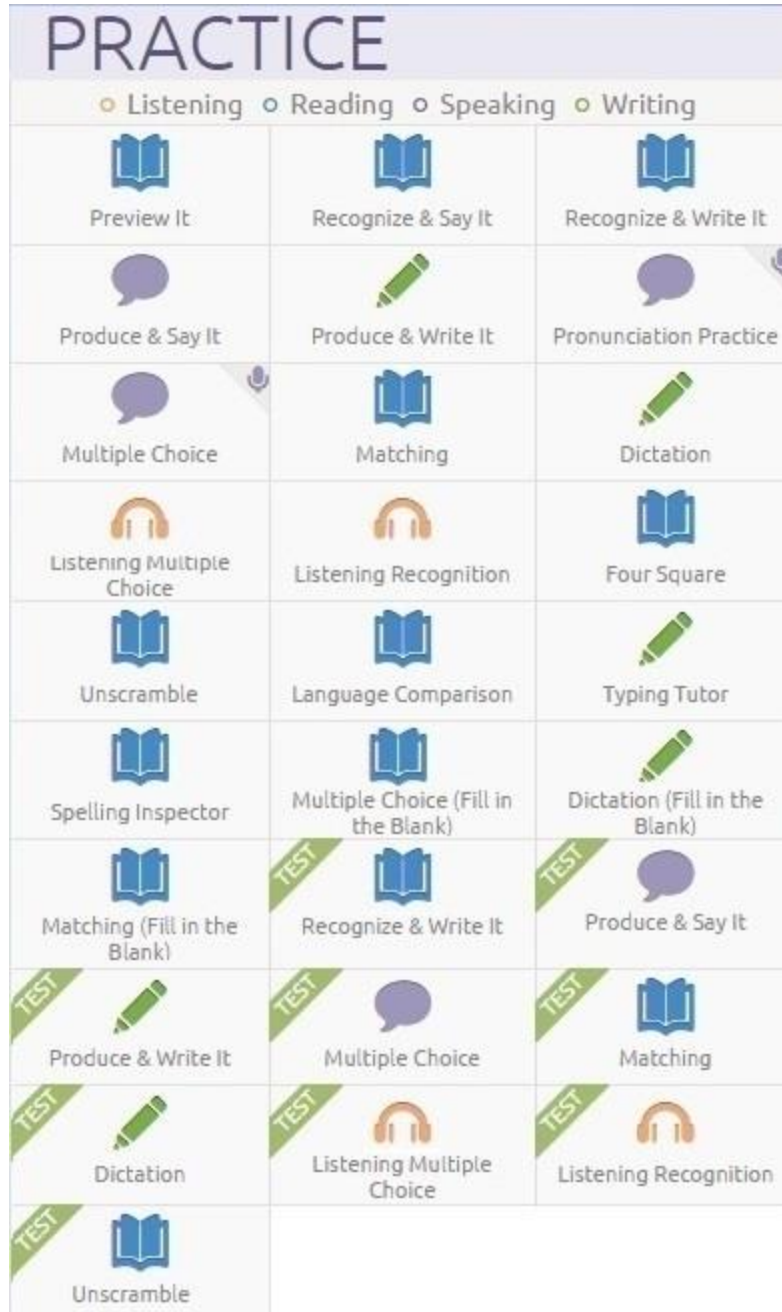 PRACTICE
Listening Reading Speaking Writing
Preview It
Recognize & Say It
Recognize & Write It
Produce & Say It
Produce & Write It
Pronunciation Practice
Multiple Choice
Matching
Dictation
Listening Multiple
Choice
Listening Recognition
Four Square
Unscramble
Language Comparison
Typing Tutor
Spelling Inspector
Multiple Choice (Fill in
the Blank)
Dictation (Fill in the
Blank)
Matching (Fill in the
Blank)
TEST
Recognize & Write It
TEST
Produce & Say It
TEST
Produce & Write It
TEST
Multiple Choice
TEST
Matching
TEST
Dictation
TEST
Listening Multiple
Choice
TEST
Listening Recognition
TEST
Unscramble